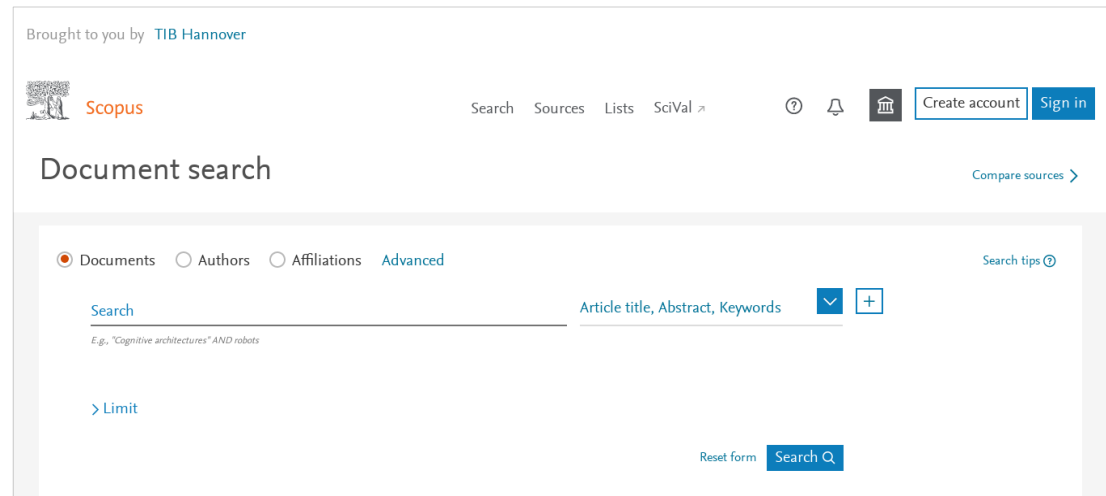 Brought to you by TIB Hannover
Scopus Search Sources Lists SciVal ↗ Create account Sign in
Document search
Compare sources
Documents Authors Affiliations Advanced
Search tips
Search Article title, Abstract, Keywords
E.g., "Cognitive architectures" AND robots
Limit
Reset form Search